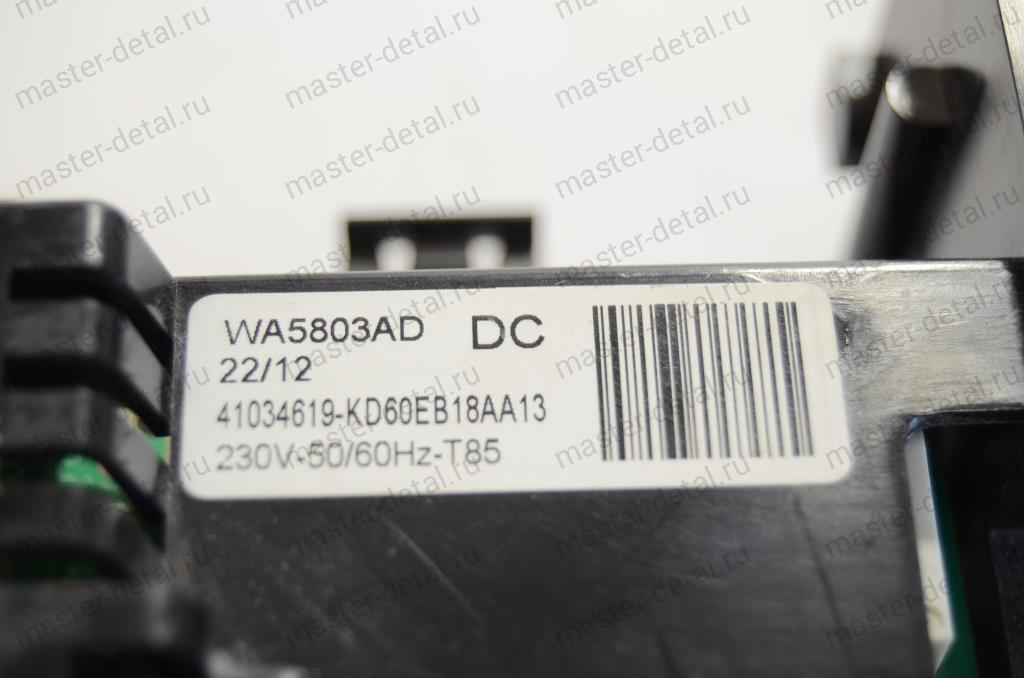 WA5803AD DC
22/12
41034619-KD60EB18AA13
230V-50/60Hz-T85
master-detal.ru